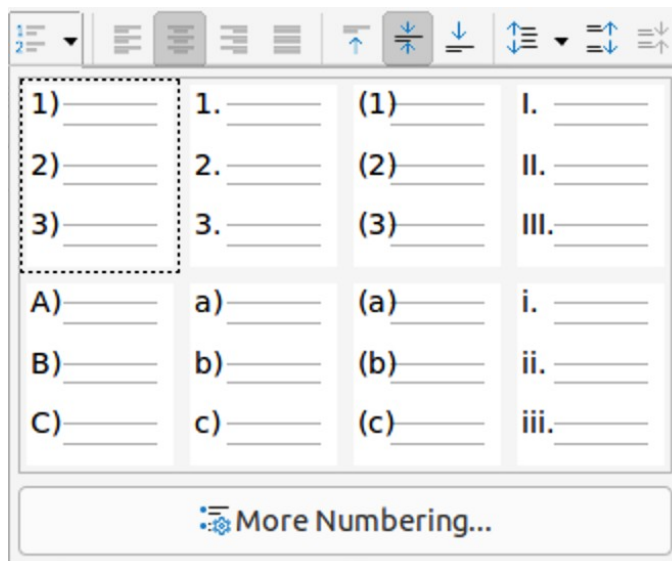 1) 1. (1) I.
2) 2. (2) II.
3) 3. (3) III.
A) a) (a) i.
B) b) (b) ii.
C) c) (c) iii.
More Numbering...